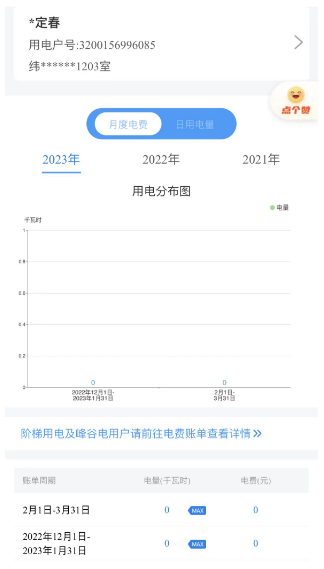 *定春
用电户号:3200156996085
纬******1203室
点个赞
月度电费 日用电量
2023年 2022年 2021年
用电分布图
电量
千瓦时
1
0.8
0.6
0.4
0.2
0
0 0
2022年12月1日-
2023年1月31日
2月1日-
3月31日
阶梯用电及峰谷电用户请前往电费账单查看详情
账单周期 电量(千瓦时) 电费(元)
2月1日-3月31日 0 MAX 0
2022年12月1日-
2023年1月31日 0 MAX 0